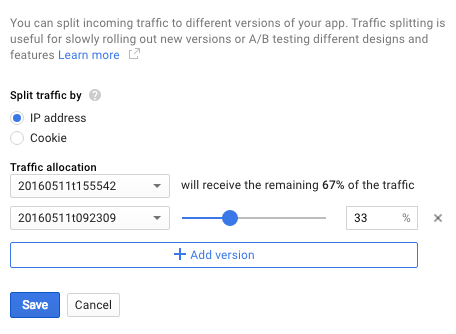 You can split incoming traffic to different versions of your app. Traffic splitting is
useful for slowly rolling out new versions or A/B testing different designs and
features Learn more
Split traffic by ?
IP address
Cookie
Traffic allocation
20160511t155542 will receive the remaining 67% of the traffic
20160511t092309 33 %
Add version
Save Cancel